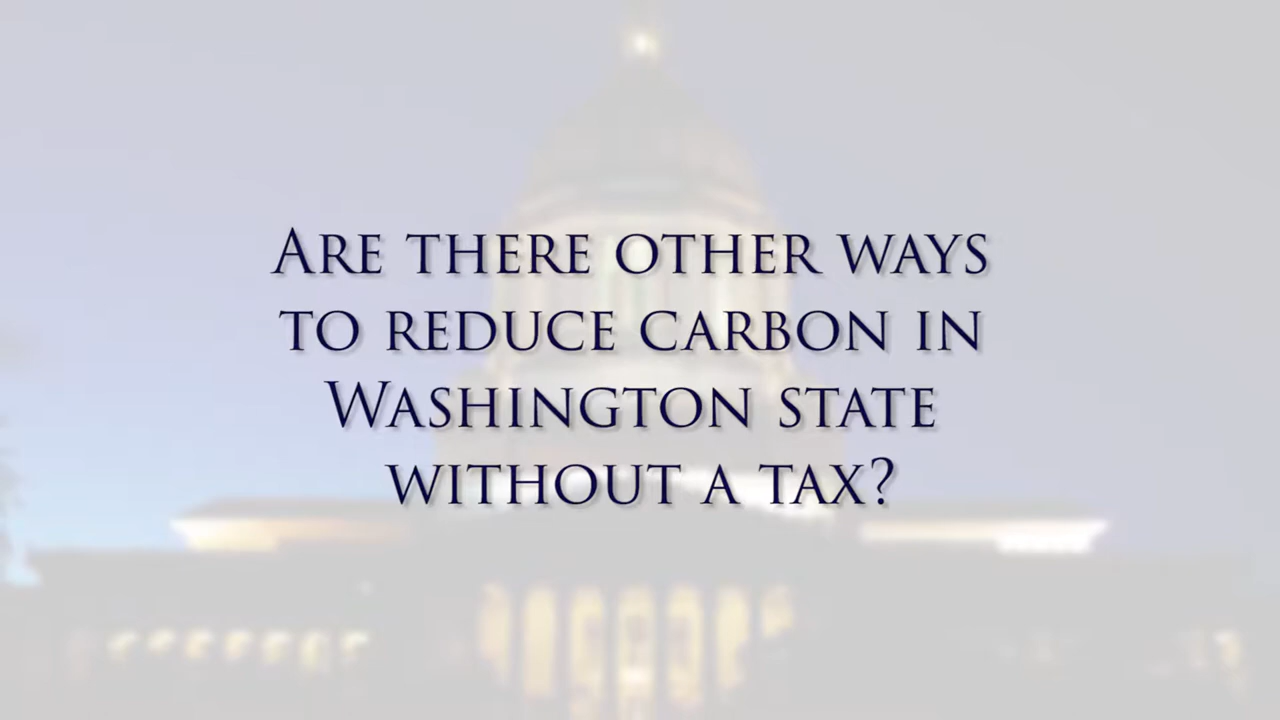 Are there other ways
to reduce carbon in
Washington state
without a tax?